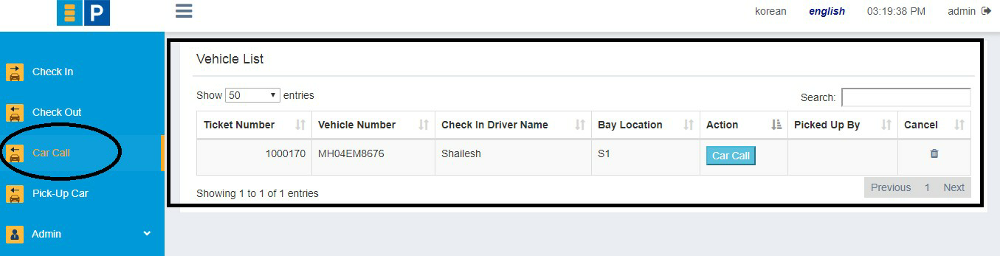 P
korean english 03:19:38 PM admin
Check In
Check Out
Car Call
Pick-Up Car
Admin
Vehicle List
Show 50 entries
Search:
Ticket Number Vehicle Number Check In Driver Name Bay Location Action Picked Up By Cancel
1000170 MH04EM8676 Shailesh S1 Car Call
Showing 1 to 1 of 1 entries
Previous 1 Next